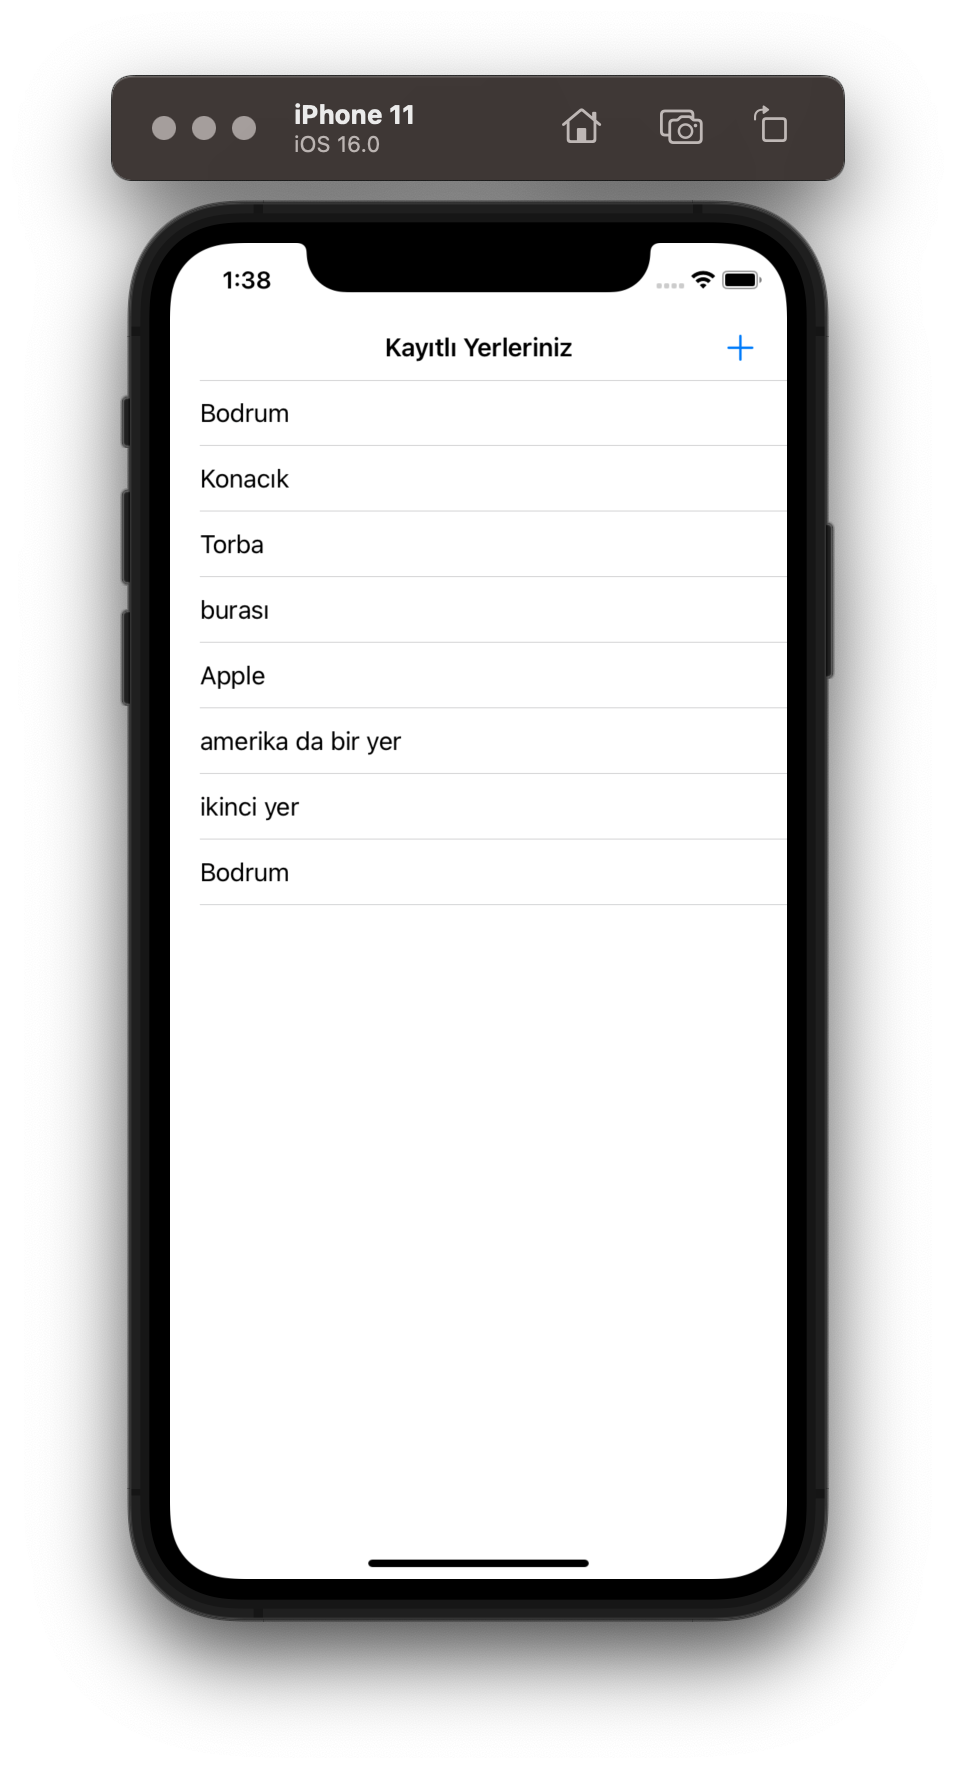 iPhone 11
iOS 16.0
1:38
Kayıtlı Yerleriniz
Bodrum
Konacık
Torba
burası
Apple
amerika da bir yer
ikinci yer
Bodrum